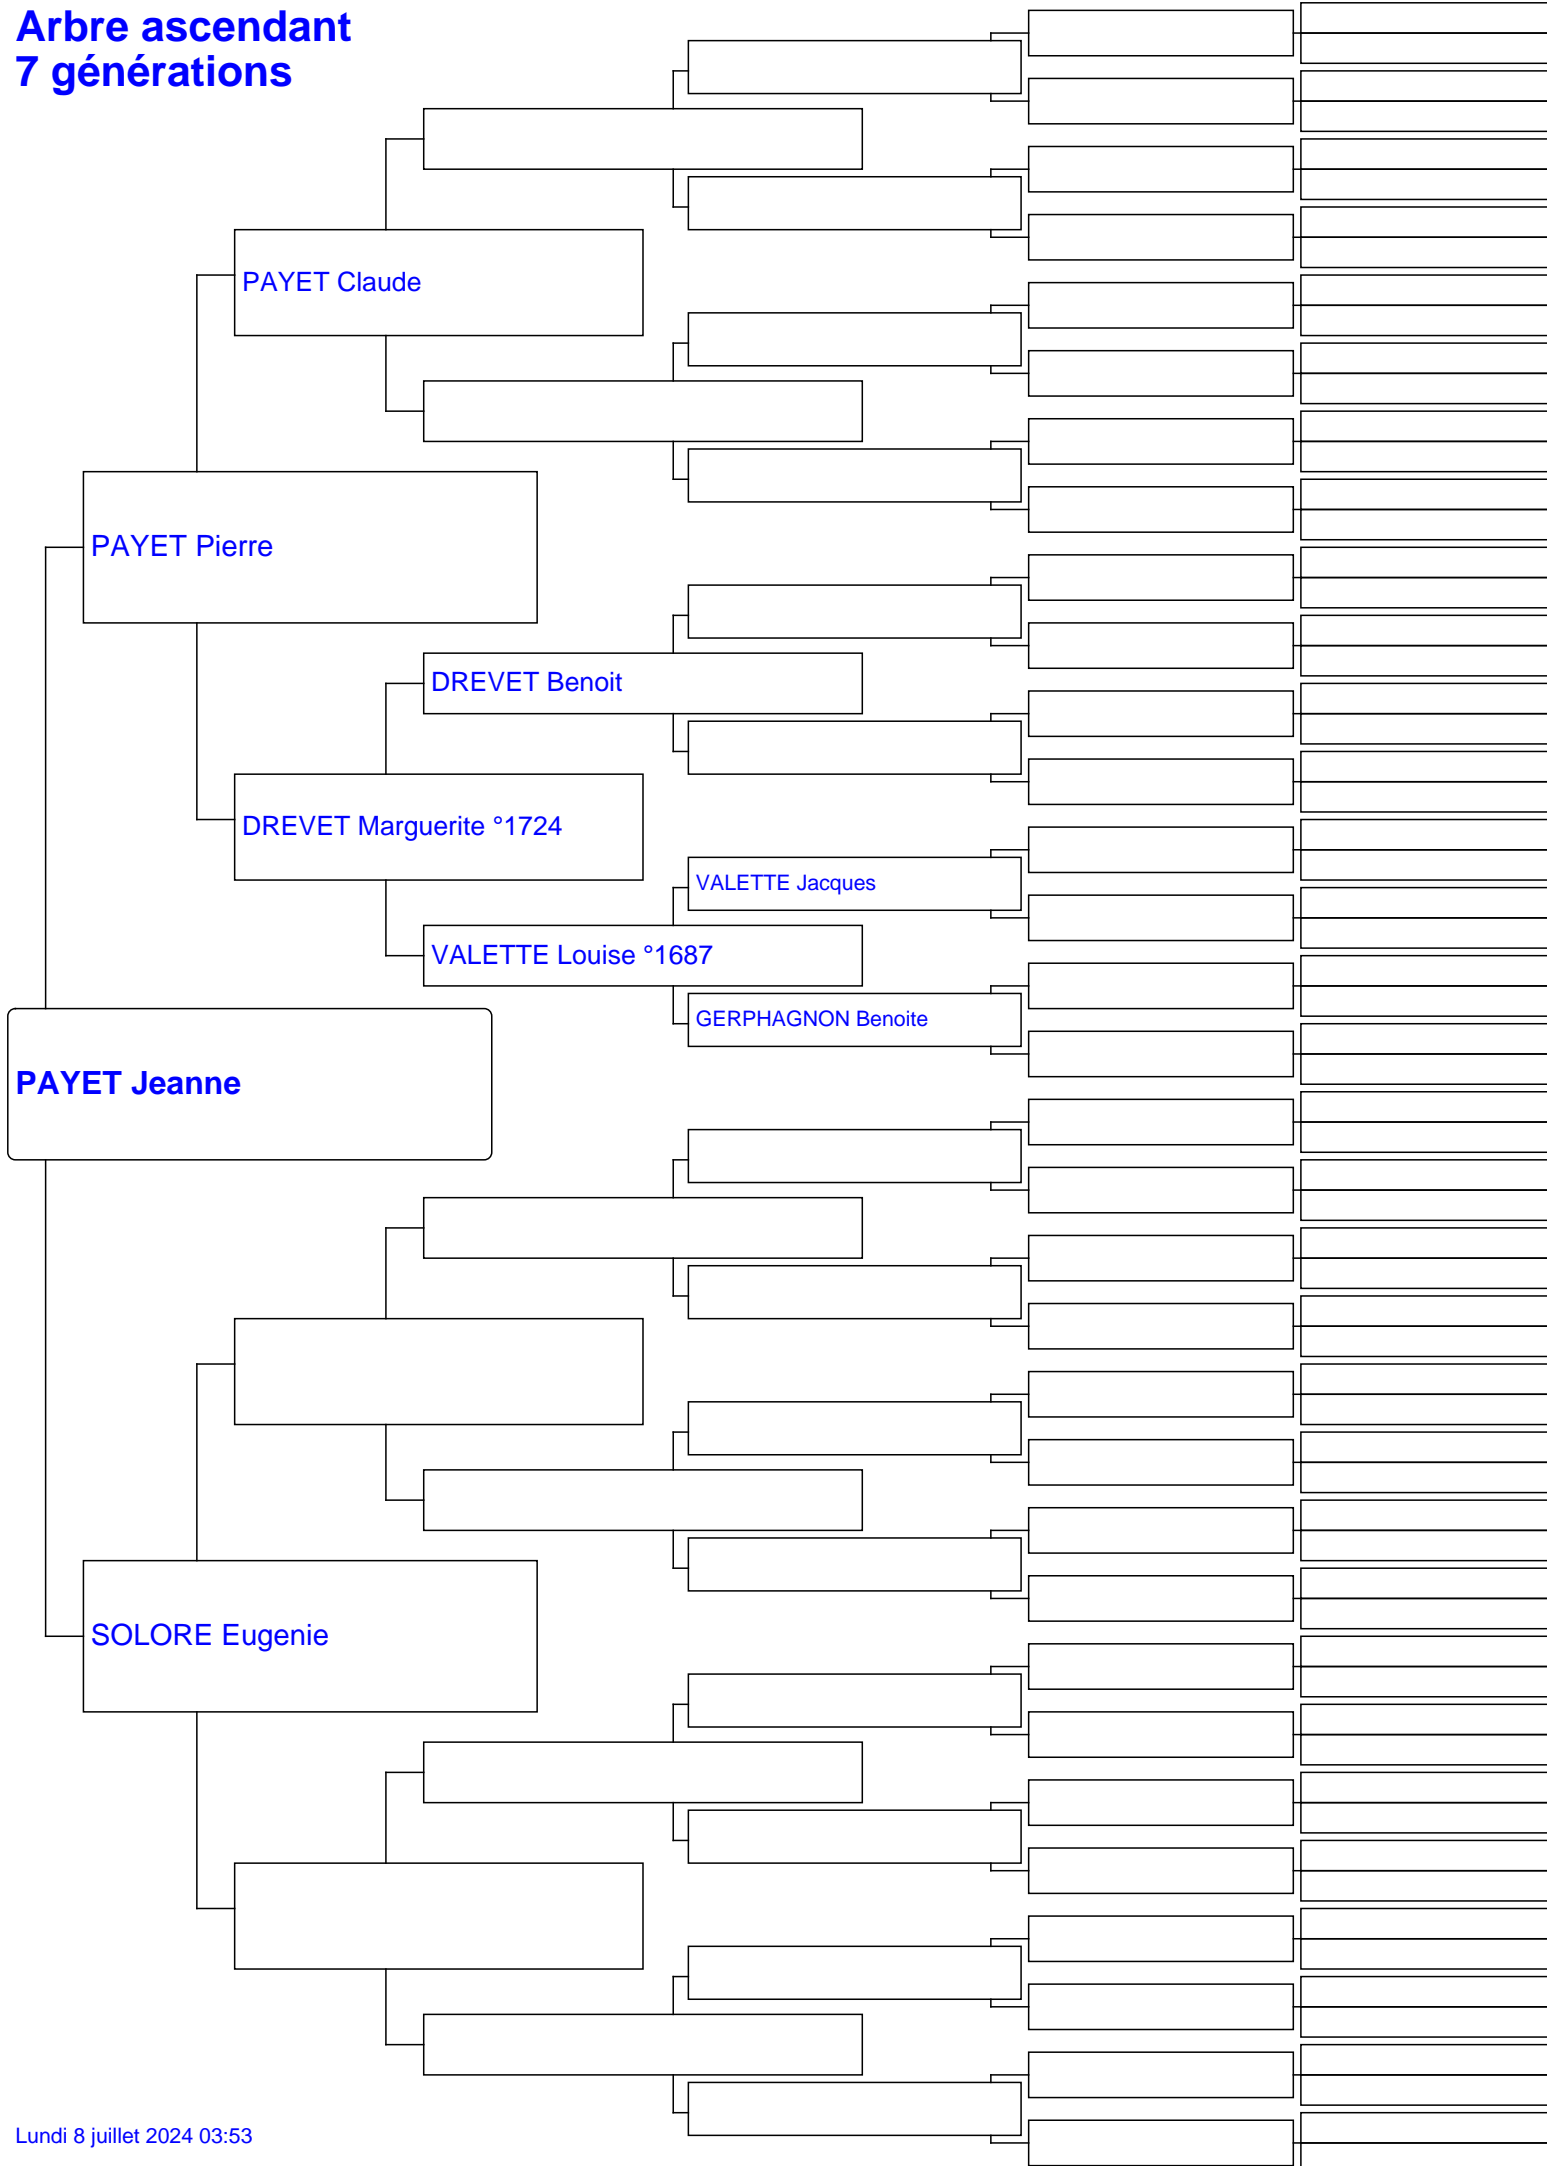 Arbre ascendant
7 générations
PAYET Claude
PAYET Pierre
DREVET Benoit
DREVET Marguerite °1724
VALETTE Jacques
VALETTE Louise °1687
GERPHAGNON Benoite
PAYET Jeanne
SOLORE Eugenie
Lundi 8 juillet 2024 03:53